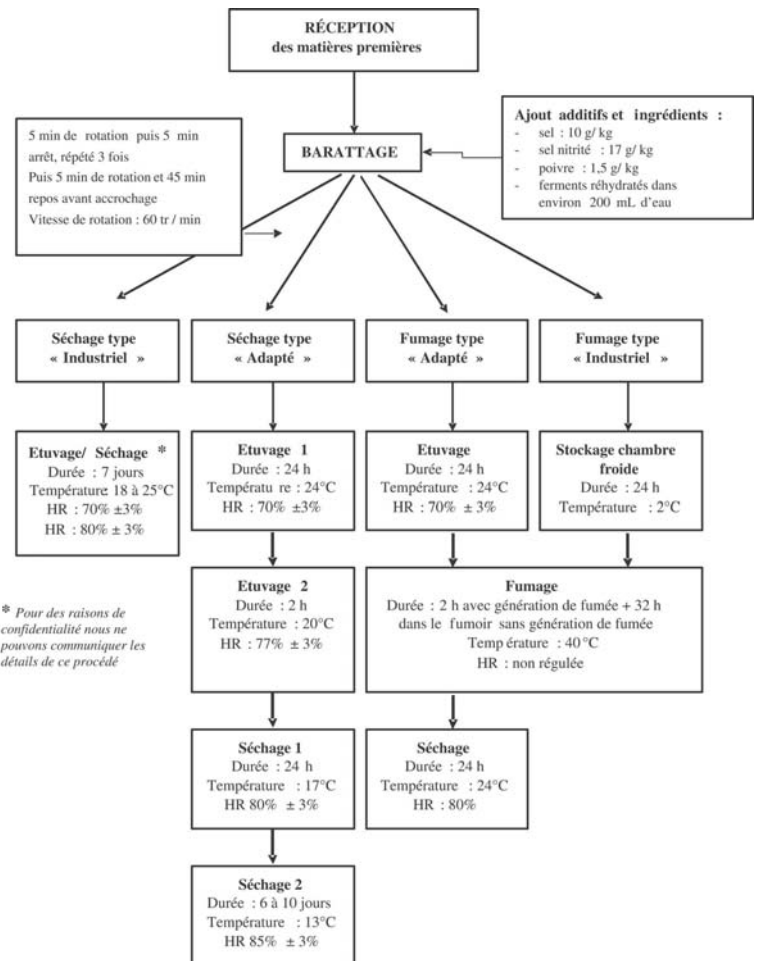 RÉCEPTION
des matières premières
5 min de rotation puis 5 min
arrêt, répété 3 fois
Puis 5 min de rotation et 45 min
repos avant accrochage
Vitesse de rotation : 60 tr / min
BARATTAGE
Ajout additifs et ingrédients :
- sel : 10 g/ kg
- sel nitrité : 17 g/ kg
- poivre : 1,5 g/ kg
- ferments réhydratés dans
environ 200 mL d'eau
Séchage type
« Industriel »
Séchage type
« Adapté »
Fumage type
« Adapté »
Fumage type
« Industriel »
Etuvage/ Séchage *
Durée : 7 jours
Température: 18 à 25°C
HR : 70% ±3%
HR : 80% ± 3%
Etuvage 1
Durée : 24 h
Températu re : 24°C
HR : 70% ±3%
Etuvage
Durée : 24 h
Température : 24°C
HR : 70% ± 3%
Stockage chambre
froide
Durée : 24 h
Température : 2°C
* Pour des raisons de
confidentialité nous ne
pouvons communiquer les
détails de ce procédé
Etuvage 2
Durée : 2 h
Température : 20°C
HR : 77% ± 3%
Fumage
Durée : 2 h avec génération de fumée + 32 h
dans le fumoir sans génération de fumée
Temp érature : 40 °C
HR : non régulée
Séchage 1
Durée : 24 h
Température : 17°C
HR 80% ± 3%
Séchage
Durée : 24 h
Température : 24°C
HR : 80%
Séchage 2
Durée : 6 à 10 jours
Température : 13°C
HR 85% ± 3%